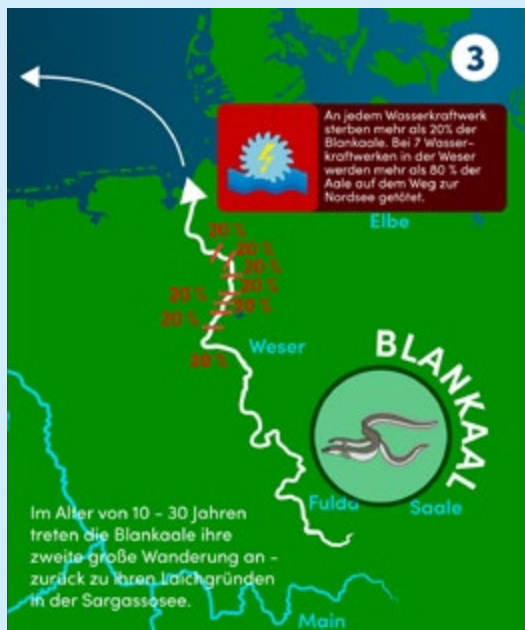 3
An jedem Wasserkraftwerk
sterben mehr als 20% der
Blankaale. Bei 7 Wasser-
kraftwerken in der Weser
werden mehr als 80 % der
Aale auf dem Weg zur
Nordsee getötet.
Elbe
20 %
20 %
20 %
20 %
20 %
20 %
20 %
20 %
Weser
BLANKAAL
Fulda
Saale
Im Alter von 10 - 30 Jahren
treten die Blankaale ihre
zweite große Wanderung an -
zurück zu ihren Laichgründen
in der Sargassosee.
Main